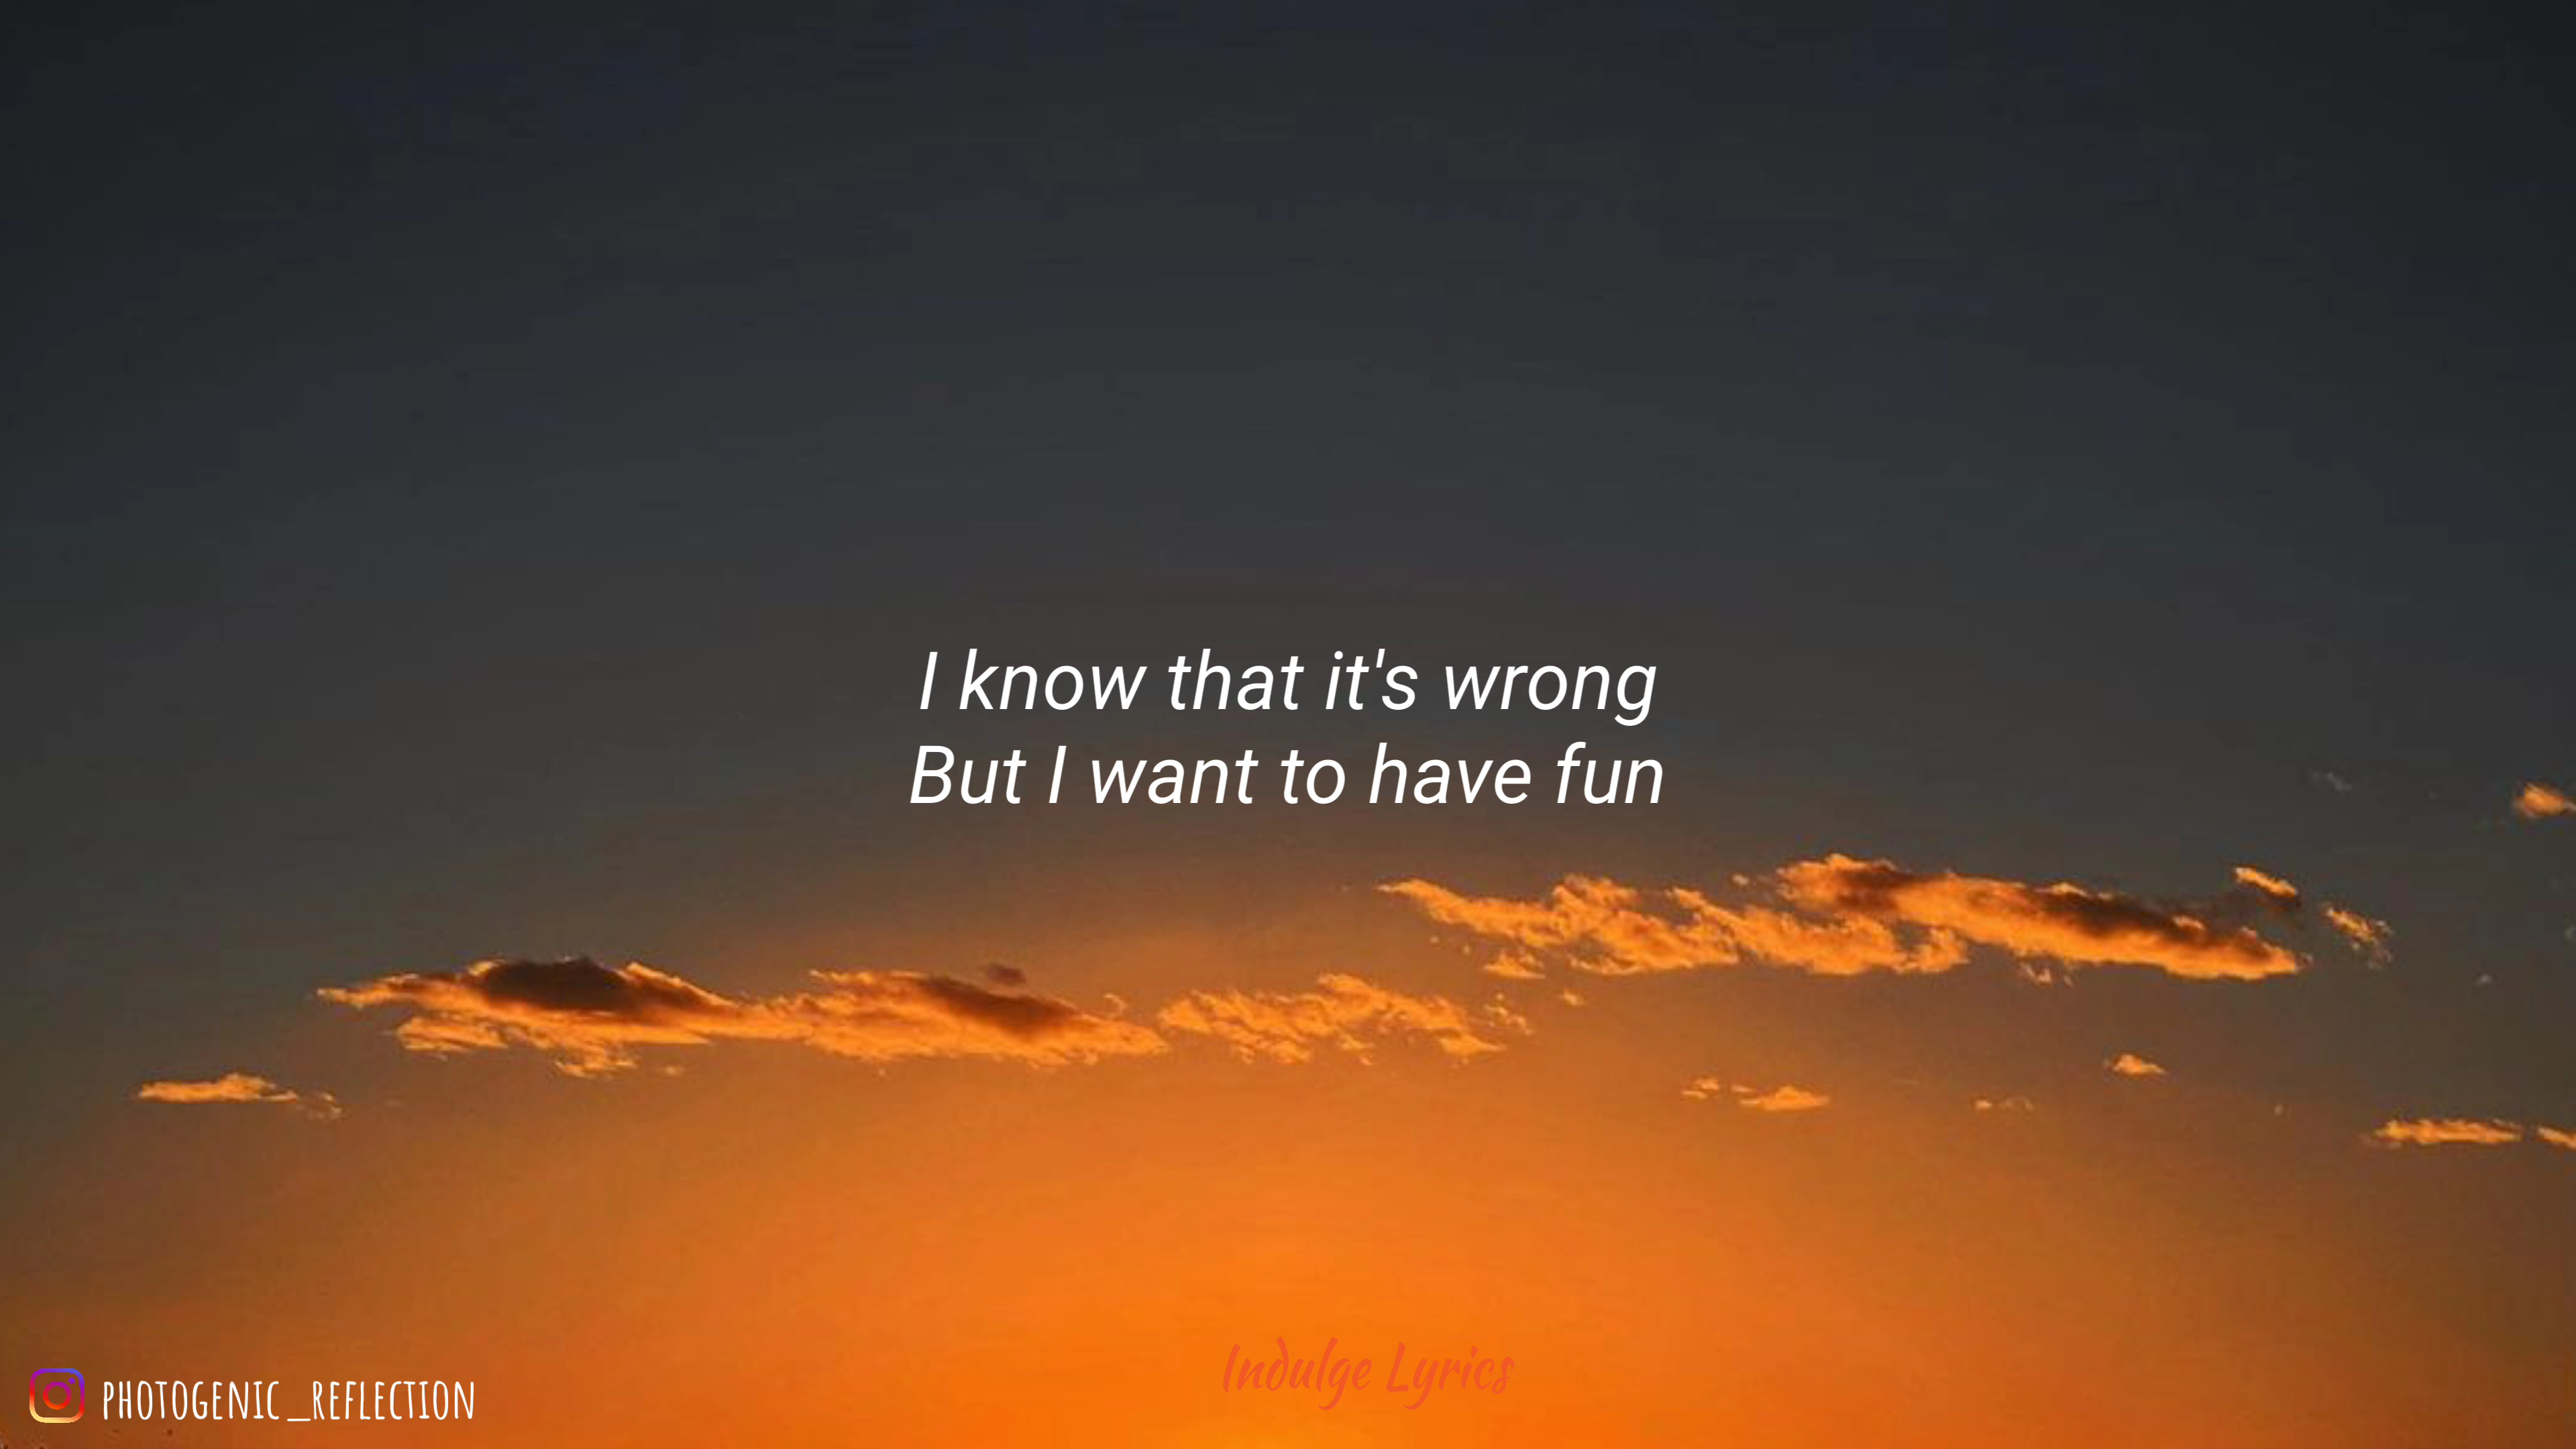 I know that it's wrong
But I want to have fun
Indulge Lyrics
PHOTOGENIC_REFLECTION